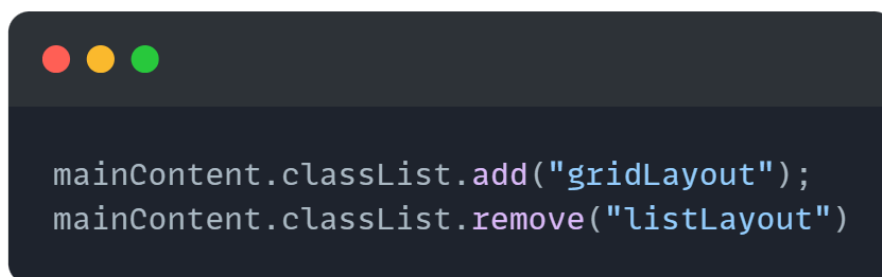 mainContent.classList.add("gridLayout");
mainContent.classList.remove("listLayout")